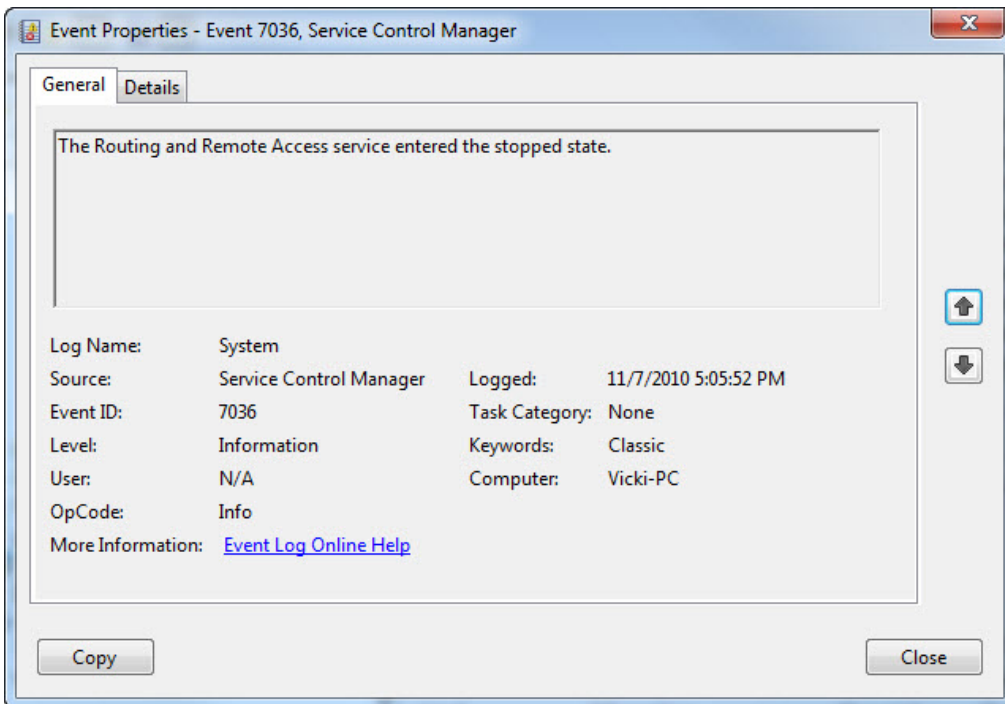 Event Properties - Event 7036, Service Control Manager
General Details
The Routing and Remote Access service entered the stopped state.
Log Name: System
Source: Service Control Manager Logged: 11/7/2010 5:05:52 PM
Event ID: 7036 Task Category: None
Level: Information Keywords: Classic
User: N/A Computer: Vicki-PC
OpCode: Info
More Information: Event Log Online Help
Copy Close